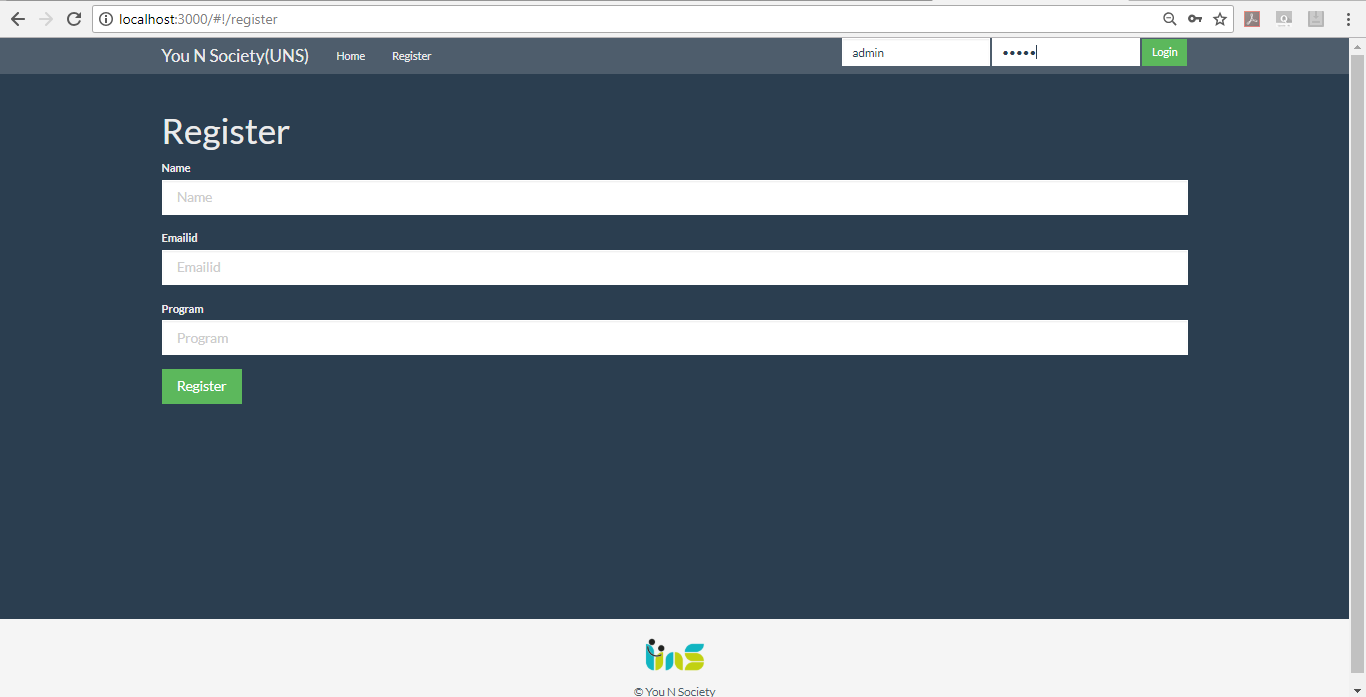 localhost:3000/#!/register
You N Society(UNS) Home Register admin ••••• Login
Register
Name
Name
Emailid
Emailid
Program
Program
Register
uns
© You N Society